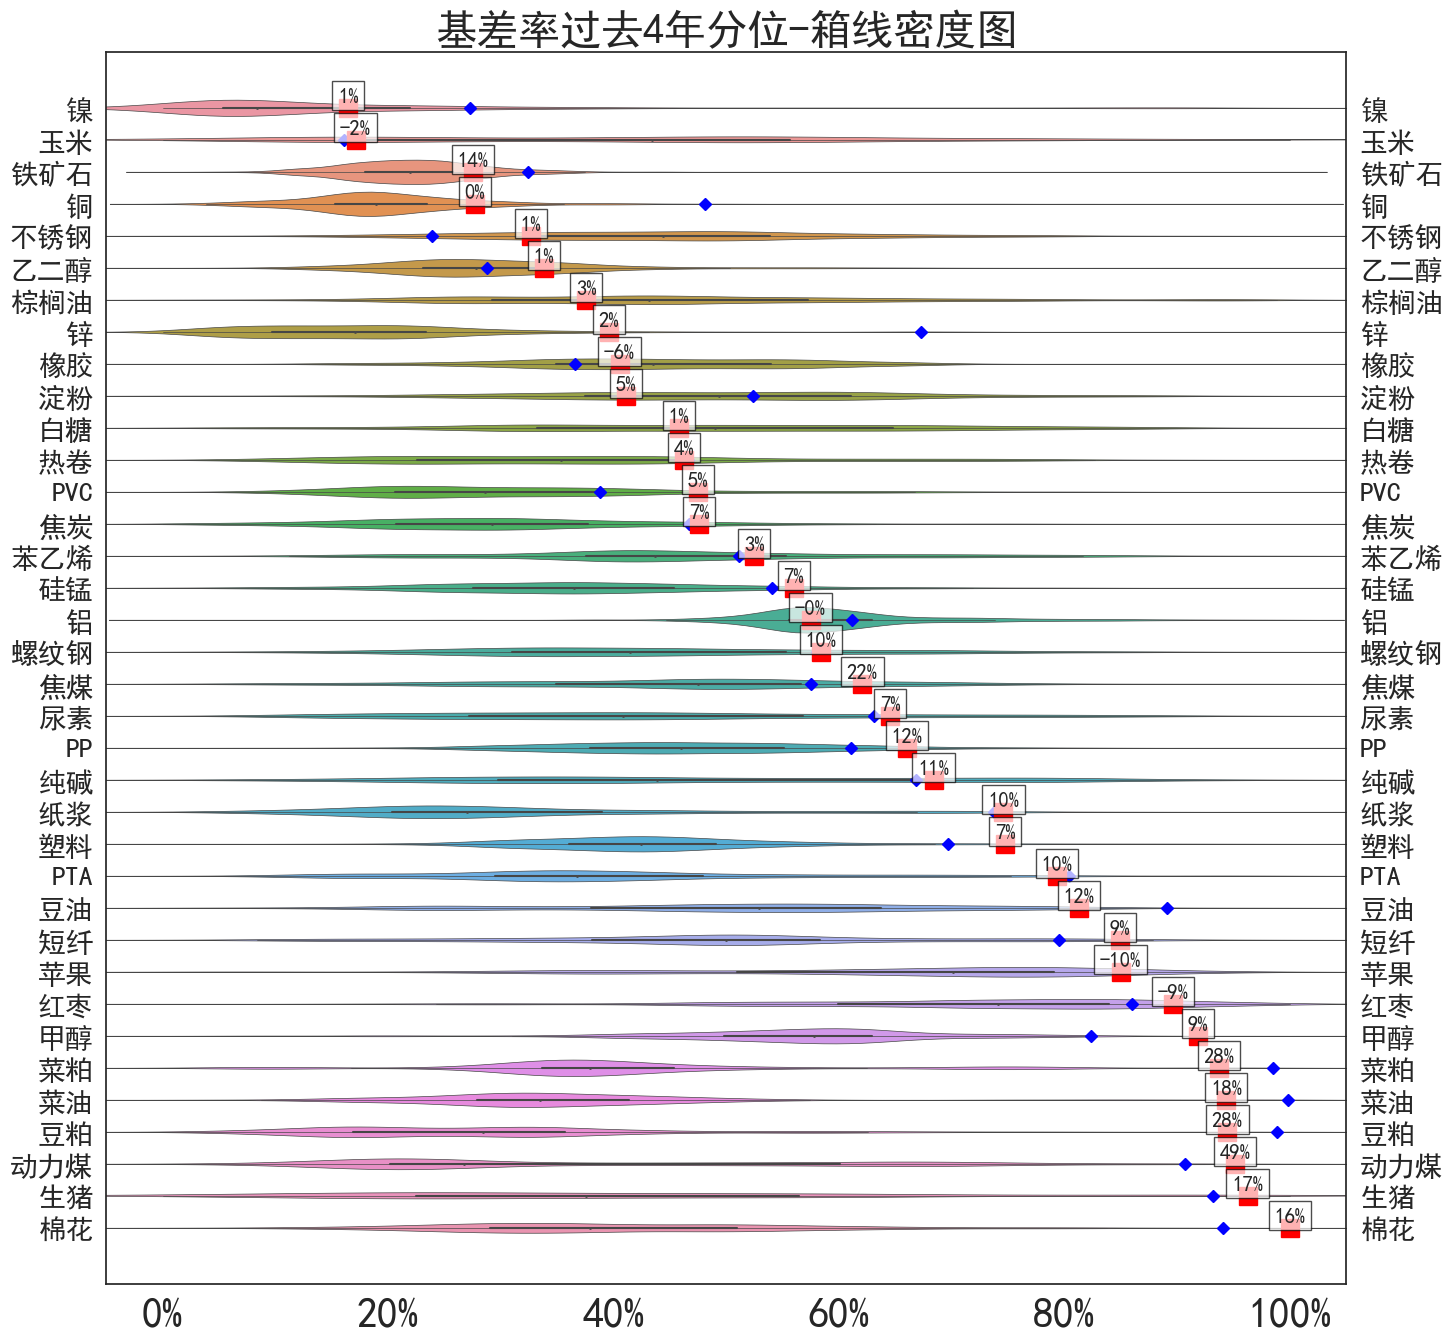 基差率过去4年分位-箱线密度图
镍 1% 镍
玉米 -2% 玉米
铁矿石 14% 铁矿石
铜 0% 铜
不锈钢 1% 不锈钢
乙二醇 1% 乙二醇
棕榈油 3% 棕榈油
锌 2% 锌
橡胶 -6% 橡胶
淀粉 5% 淀粉
白糖 1% 白糖
热卷 4% 热卷
PVC 5% PVC
焦炭 7% 焦炭
苯乙烯 3% 苯乙烯
硅锰 7% 硅锰
铝 -0% 铝
螺纹钢 10% 螺纹钢
焦煤 22% 焦煤
尿素 7% 尿素
PP 12% PP
纯碱 11% 纯碱
纸浆 10% 纸浆
塑料 7% 塑料
PTA 10% PTA
豆油 12% 豆油
短纤 9% 短纤
苹果 -10% 苹果
红枣 -9% 红枣
甲醇 9% 甲醇
菜粕 28% 菜粕
菜油 18% 菜油
豆粕 28% 豆粕
动力煤 49% 动力煤
生猪 17% 生猪
棉花 16% 棉花
0% 20% 40% 60% 80% 100%